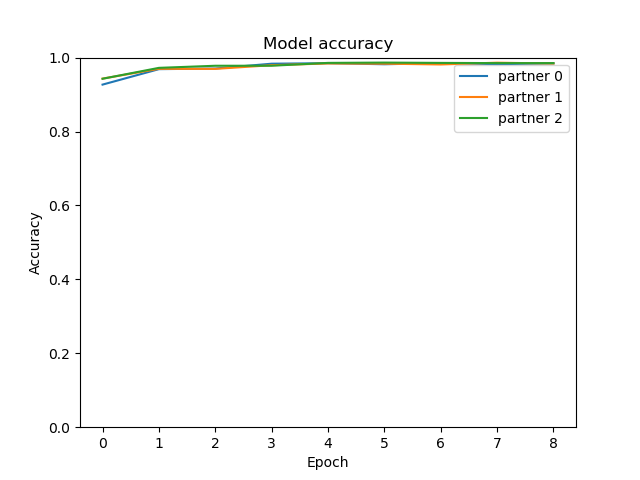 Model accuracy
1.0
0.8
0.6
0.4
0.2
0.0
Accuracy
partner 0
partner 1
partner 2
0 1 2 3 4 5 6 7 8
Epoch